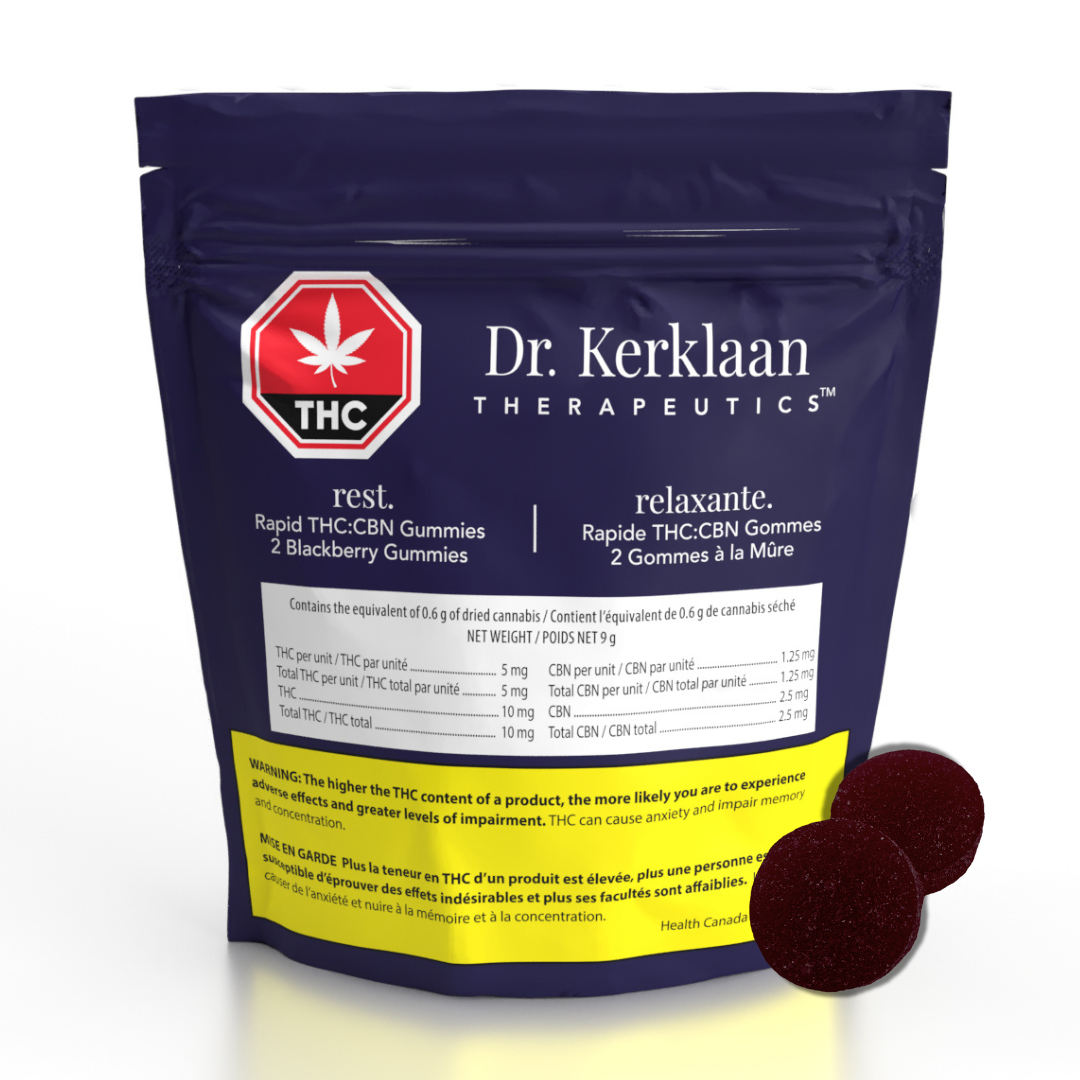 THC
Dr. Kerklaan
THERAPEUTICS™
rest.
Rapid THC:CBN Gummies
2 Blackberry Gummies
relaxante.
Rapide THC:CBN Gommes
2 Gommes à la Mûre
Contains the equivalent of 0.6 g of dried cannabis / Contient l'équivalent de 0.6 g de cannabis séché
NET WEIGHT / POIDS NET 9 g
THC per unit / THC par unité 5 mg
Total THC per unit / THC total par unité 5 mg
THC 10 mg
Total THC / THC total 10 mg
CBN per unit / CBN par unité 1.25 mg
Total CBN per unit / CBN total par unité 1.25 mg
CBN 2.5 mg
Total CBN / CBN total 2.5 mg
WARNING: The higher the THC content of a product, the more likely you are to experience
adverse effects and greater levels of impairment. THC can cause anxiety and impair memory
and concentration.
MISE EN GARDE Plus la teneur en THC d'un produit est élevée, plus une personne
susceptible d'éprouver des effets indésirables et plus ses facultés sont affaiblies.
causer de l'anxiété et nuire à la mémoire et à la concentration.
Health Canada